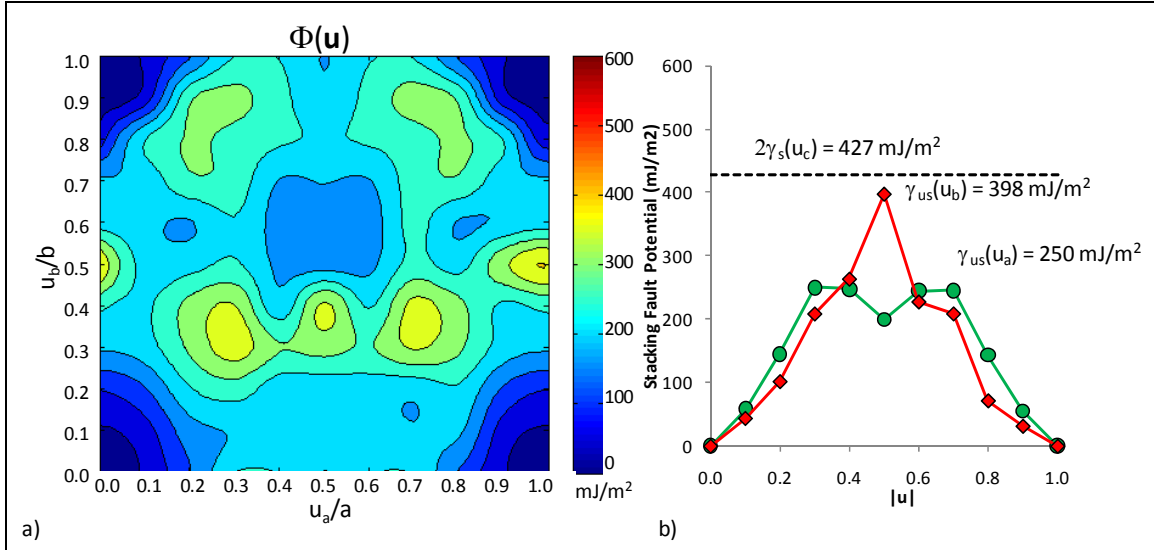 Φ(u)
1.0
0.9
0.8
0.7
0.6
0.5
0.4
0.3
0.2
0.1
0.0
u_b/b
0.0 0.1 0.2 0.3 0.4 0.5 0.6 0.7 0.8 0.9 1.0
u_a/a
600
500
400
300
200
100
0
mJ/m²
a)
600
500
400
300
200
100
0
Stacking Fault Potential (mJ/m2)
2γ_s(u_c) = 427 mJ/m²
γ_us(u_b) = 398 mJ/m²
γ_us(u_a) = 250 mJ/m²
0.0 0.2 0.4 0.6 0.8 1.0
|u|
b)